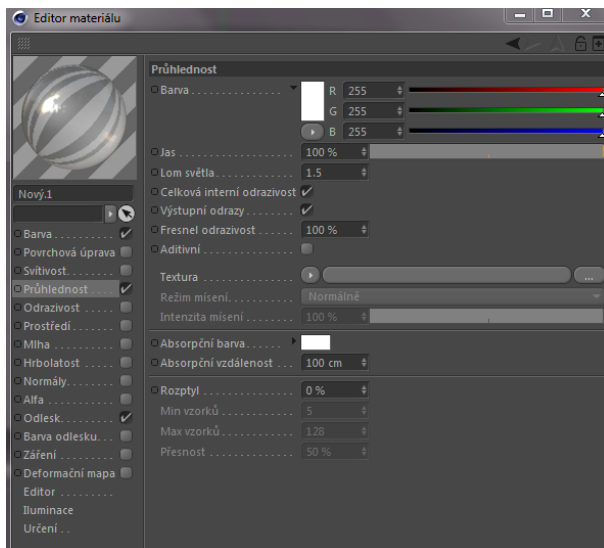 Editor materiálu
Průhlednost
Barva
R 255
G 255
B 255
Jas 100 %
Lom světla 1.5
Celková interní odrazivost
Výstupní odrazy
Fresnel odrazivost 100 %
Aditivní
Textura ...
Režim mísení Normálně
Intenzita mísení 100 %
Absorpční barva
Absorpční vzdálenost 100 cm
Rozptyl 0 %
Min vzorků 5
Max vzorků 128
Přesnost 50 %
Nový.1
Barva
Povrchová úprava
Svítivost
Průhlednost
Odrazivost
Prostředí
Mlha
Hrbolatost
Normály
Alfa
Odlesk
Barva odlesku
Záření
Deformační mapa
Editor
Iluminace
Určení